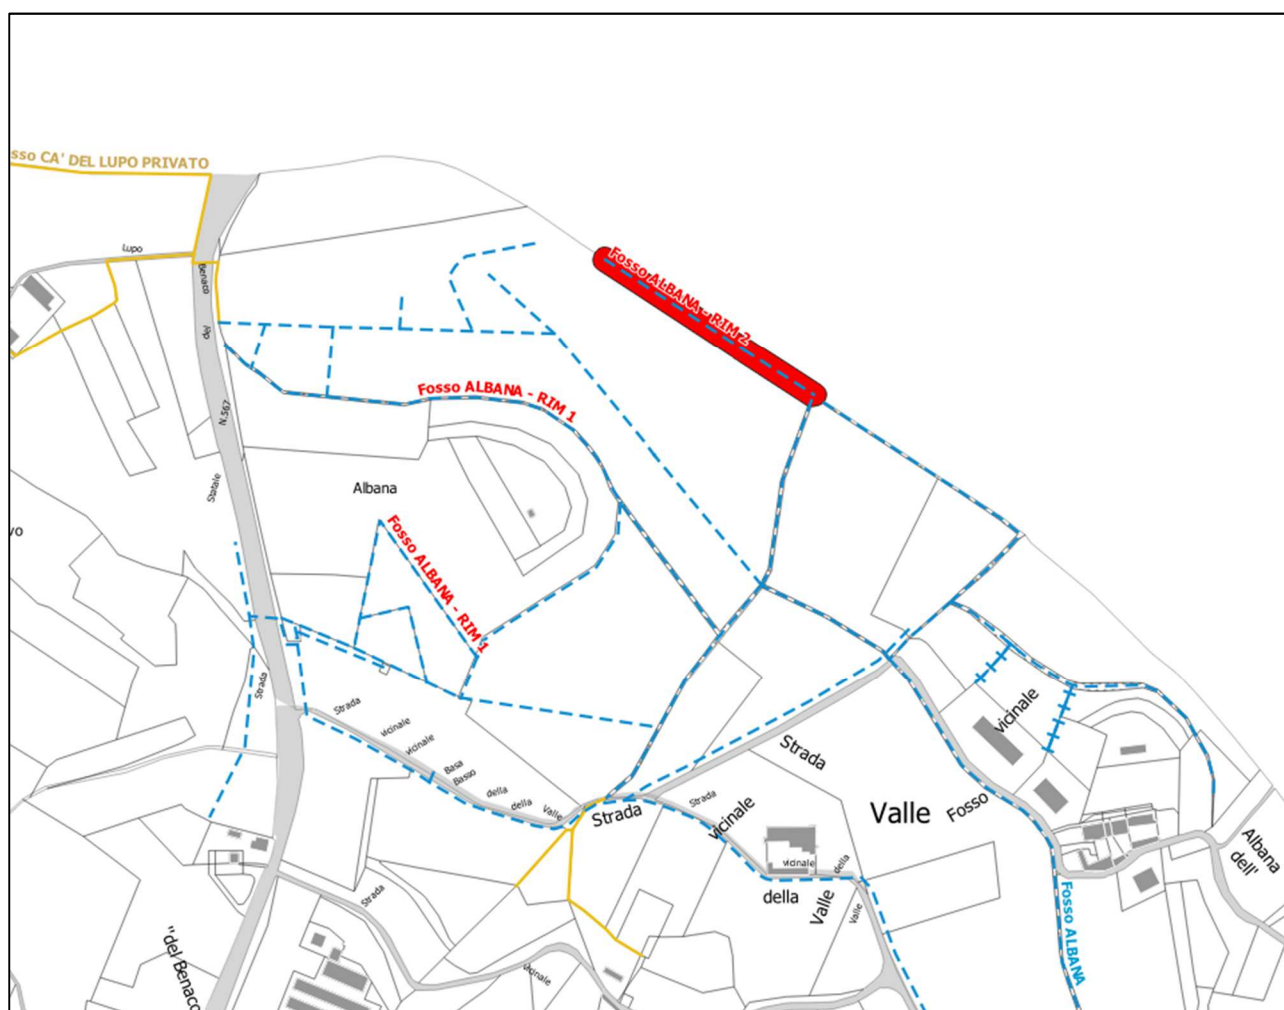 sso CA' DEL LUPO PRIVATO
Lupo
Benaco
del
Fosso ALBANA - RIM 2
Fosso ALBANA - RIM 1
N.567
Statale
Albana
vo
Fosso ALBANA - RIM 1
Strada
Strada
vicinale
vicinale
Basa
Basso
della
della
Valle
Strada
Strada
vicinale
Strada
vicinale
Valle
Fosso
vicinale
della
della
Valle
Valle
Albana
dell'
Strada
Fosso ALBANA
"del Benaco
vicinale